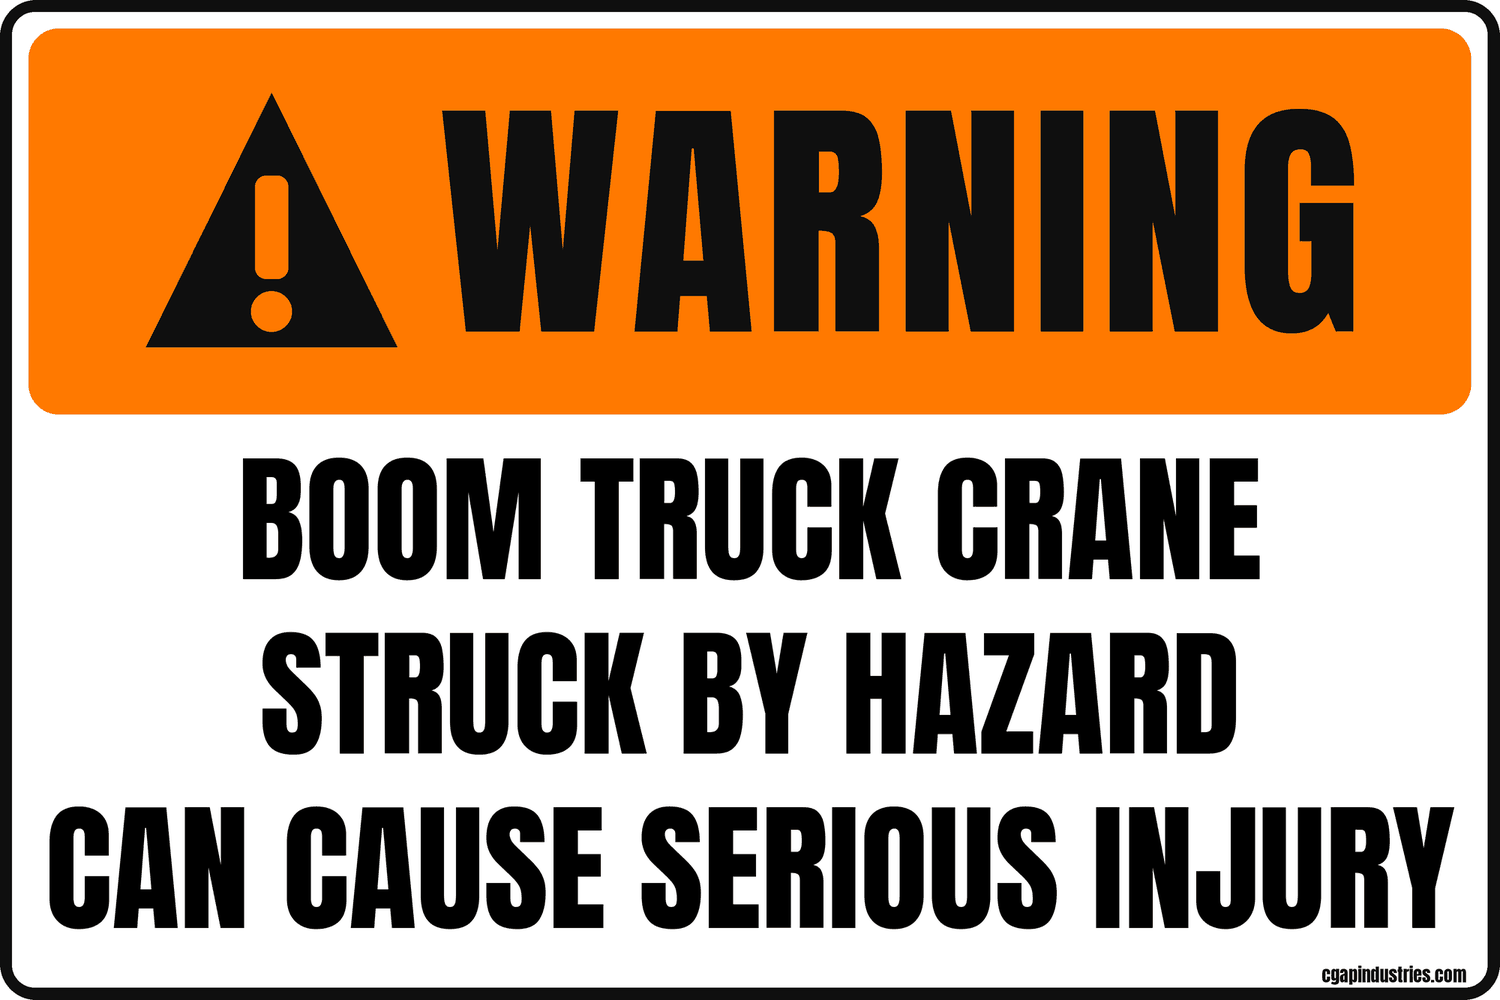 WARNING
BOOM TRUCK CRANE
STRUCK BY HAZARD
CAN CAUSE SERIOUS INJURY
cgapindustries.com